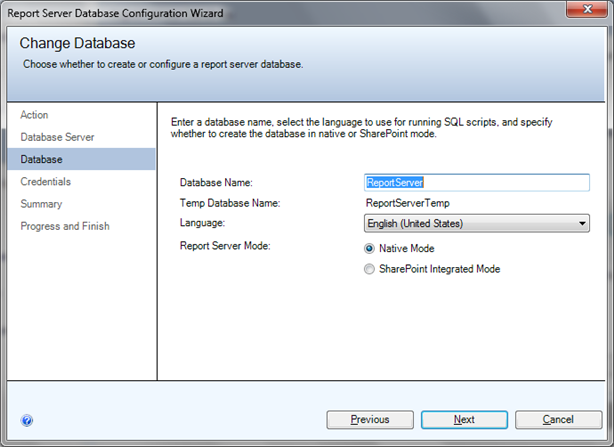 Report Server Database Configuration Wizard
Change Database
Choose whether to create or configure a report server database.
Action
Database Server
Database
Credentials
Summary
Progress and Finish
Enter a database name, select the language to use for running SQL scripts, and specify
whether to create the database in native or SharePoint mode.
Database Name: ReportServer
Temp Database Name: ReportServerTemp
Language: English (United States)
Report Server Mode: Native Mode
SharePoint Integrated Mode
Previous Next Cancel